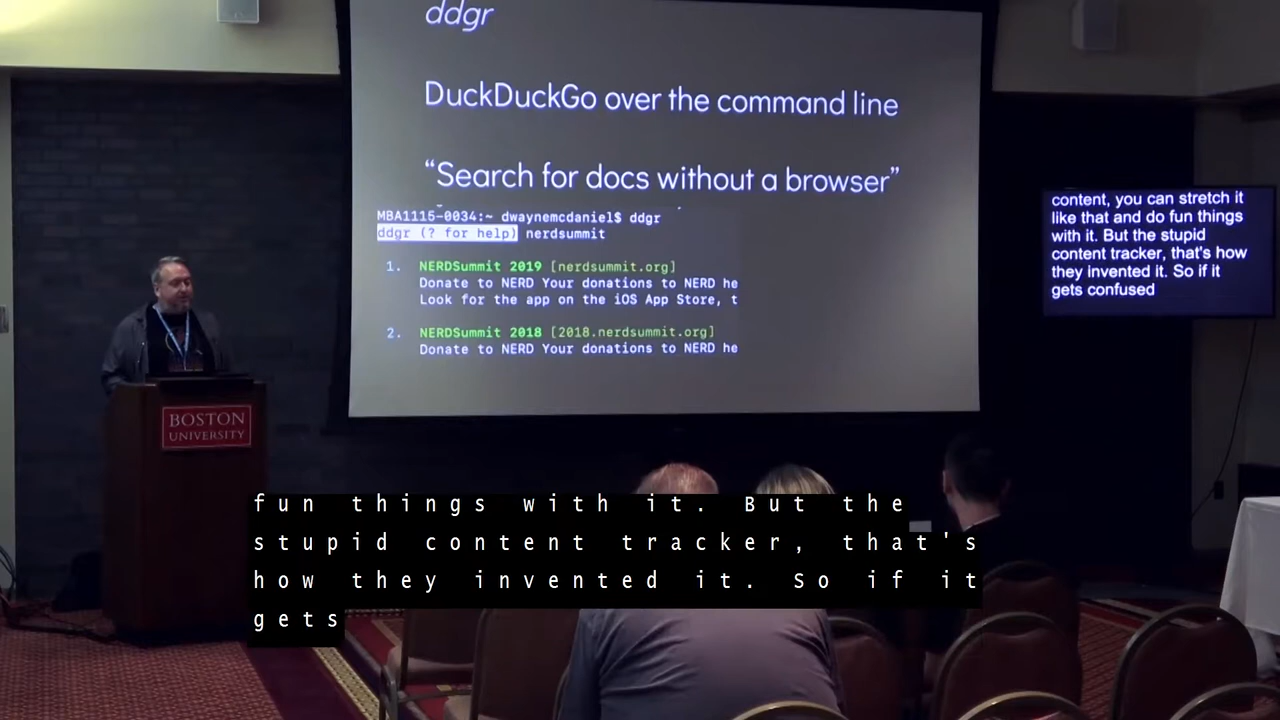 ddgr
DuckDuckGo over the command line
“Search for docs without a browser”
MBA1115-0034:~ dwaynemcdaniel$ ddgr
ddgr (? for help) nerdsummit
1. NERDSummit 2019 [nerdsummit.org]
Donate to NERD Your donations to NERD he
Look for the app on the iOS App Store, t
2. NERDSummit 2018 [2018.nerdsummit.org]
Donate to NERD Your donations to NERD he
content, you can stretch it
like that and do fun things
with it. But the stupid
content tracker, that's how
they invented it. So if it
gets confused
BOSTON
UNIVERSITY
fun things with it. But the
stupid content tracker, that's
how they invented it. So if it
gets